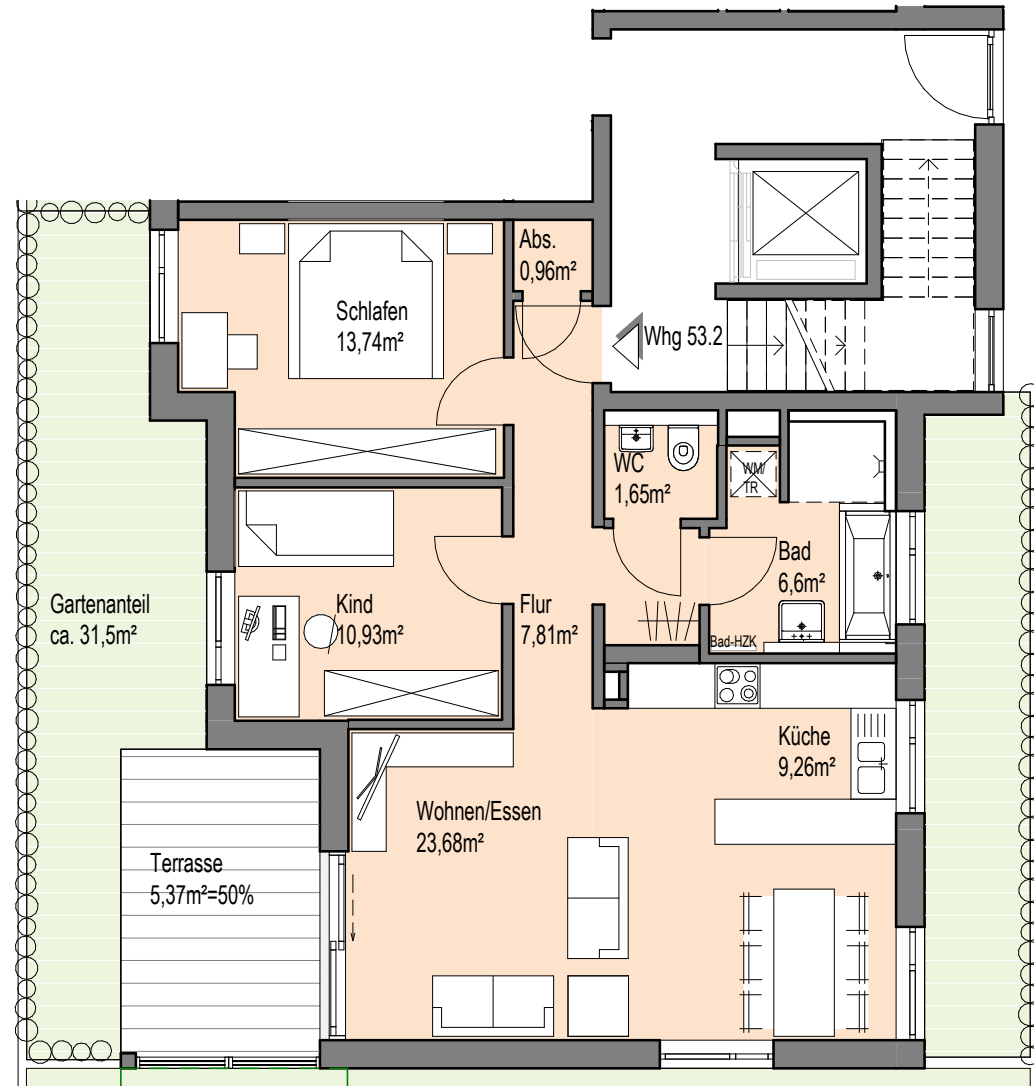 Abs.
0,96m²
Schlafen
13,74m²
Whg 53.2
WC
1,65m²
WM/
TR
Bad
6,6m²
Gartenanteil
ca. 31,5m²
Kind
10,93m²
Flur
7,81m²
Bad-HZK
Küche
9,26m²
Wohnen/Essen
23,68m²
Terrasse
5,37m²=50%